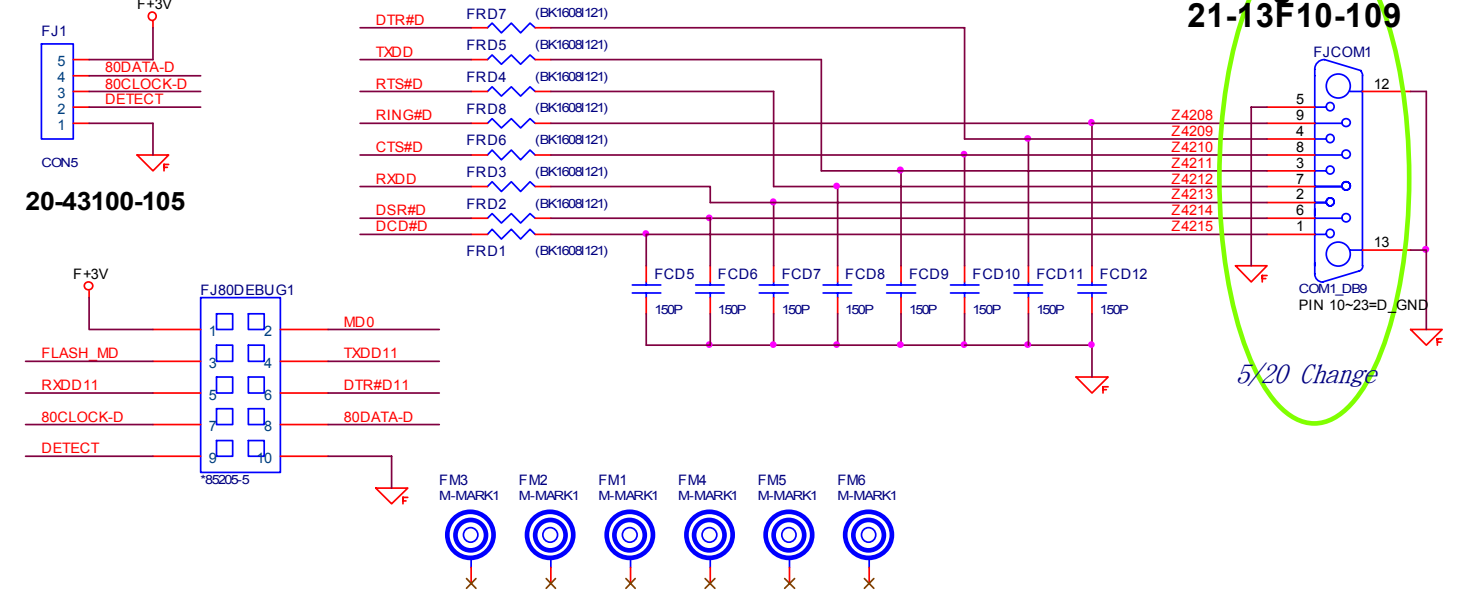 F+3V
FJ1
5
4
3
2
1
80DATA-D
80CLOCK-D
DETECT
F
CON5
20-43100-105
DTR#D FRD7 (BK1608I121)
TXDD FRD5 (BK1608I121)
RTS#D FRD4 (BK1608I121)
RING#D FRD8 (BK1608I121)
CTS#D FRD6 (BK1608I121)
RXDD FRD3 (BK1608I121)
DSR#D FRD2 (BK1608I121)
DCD#D FRD1 (BK1608I121)
21-13F10-109
FJCOM1
12
5
Z4208 9
Z4209 4
Z4210 8
Z4211 3
Z4212 7
Z4213 2
Z4214 6
Z4215 1
13
F
COM1_DB9
PIN 10~23=D_GND
F
5/20 Change
FCD5 FCD6 FCD7 FCD8 FCD9 FCD10 FCD11 FCD12
150P 150P 150P 150P 150P 150P 150P 150P
F
F+3V
FJ80DEBUG1
1 2 MD0
FLASH_MD 3 4 TXDD11
RXDD11 5 6 DTR#D11
80CLOCK-D 7 8 80DATA-D
DETECT 9 10
*85205-5
F
FM3 FM2 FM1 FM4 FM5 FM6
M-MARK1 M-MARK1 M-MARK1 M-MARK1 M-MARK1 M-MARK1